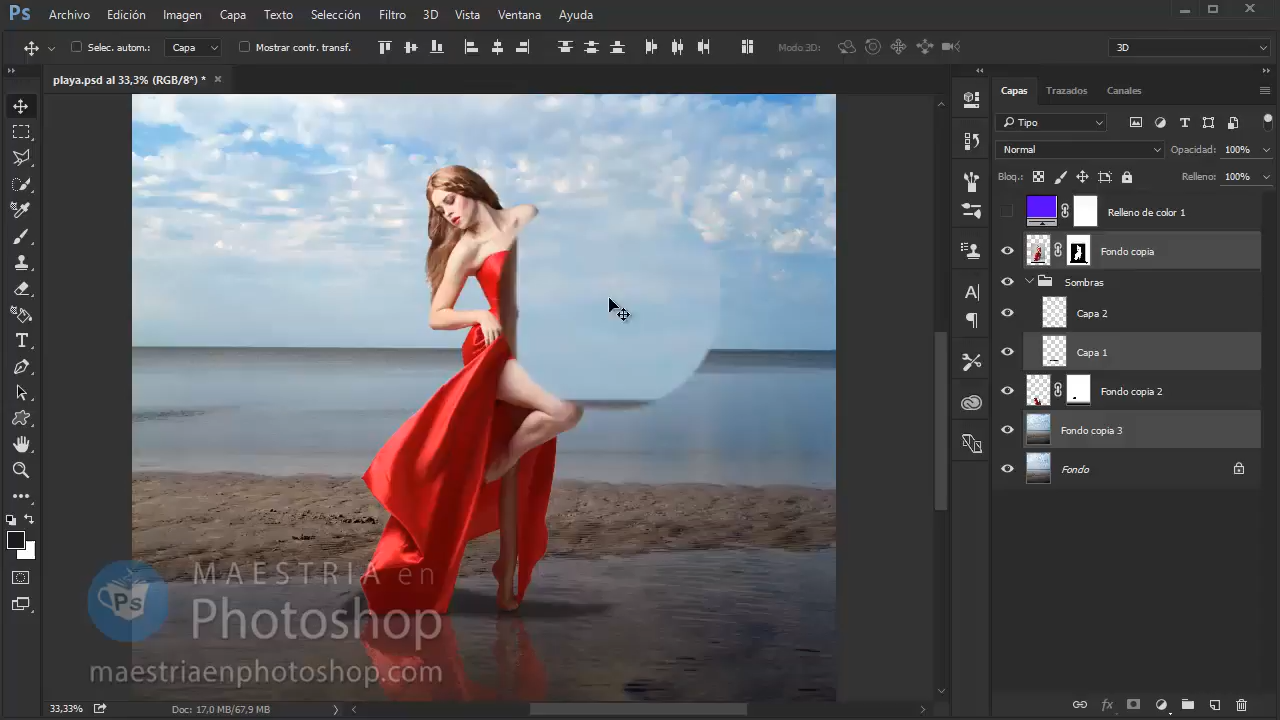 Ps Archivo Edición Imagen Capa Texto Selección Filtro 3D Vista Ventana Ayuda
Selec. autom.: Capa Mostrar contr. transf. Modo 3D: 3D
playa.psd al 33,3% (RGB/8*) * ×
Capas Trazados Canales
Tipo
Normal Opacidad: 100%
Bloq.: Relleno: 100%
Relleno de color 1
Fondo copia
Sombras
Capa 2
Capa 1
Fondo copia 2
Fondo copia 3
Fondo
MAESTRIA en
Ps Photoshop
maestriaenphotoshop.com
33,33% Doc: 17,0 MB/67,9 MB